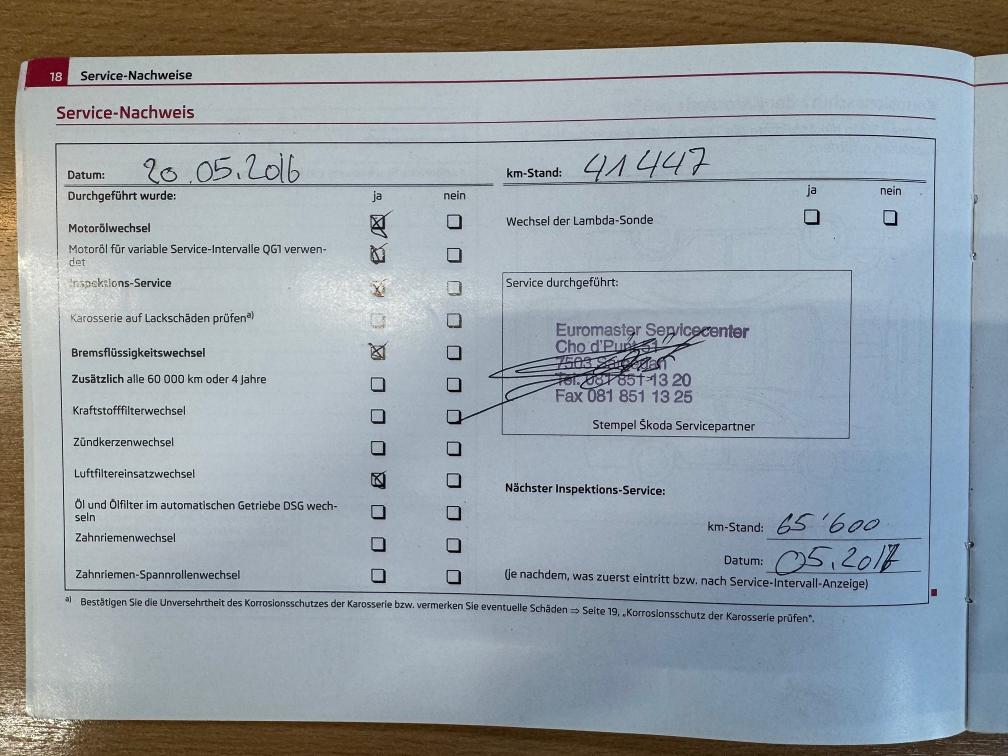 18 Service-Nachweise
Service-Nachweis
Datum: 20.05.2016
km-Stand: 41447
Durchgeführt wurde: ja nein
Motorölwechsel
Motoröl für variable Service-Intervalle QG1 verwen-
det
Inspektions-Service
Karosserie auf Lackschäden prüfen a)
Bremsflüssigkeitswechsel
Zusätzlich alle 60 000 km oder 4 Jahre
Kraftstofffilterwechsel
Zündkerzenwechsel
Luftfiltereinsatzwechsel
Öl und Ölfilter im automatischen Getriebe DSG wech-
seln
Zahnriemenwechsel
Zahnriemen-Spannrollenwechsel
ja nein
Wechsel der Lambda-Sonde
Service durchgeführt:
Euromaster Servicecenter
Cho d'Punt 51
7503 Samedan
Tel. 081 851 13 20
Fax 081 851 13 25
Stempel Škoda Servicepartner
Nächster Inspektions-Service:
km-Stand: 65'600
Datum: 05.2017
(je nachdem, was zuerst eintritt bzw. nach Service-Intervall-Anzeige)
a) Bestätigen Sie die Unversehrtheit des Korrosionsschutzes der Karosserie bzw. vermerken Sie eventuelle Schäden ⇒ Seite 19, „Korrosionsschutz der Karosserie prüfen".